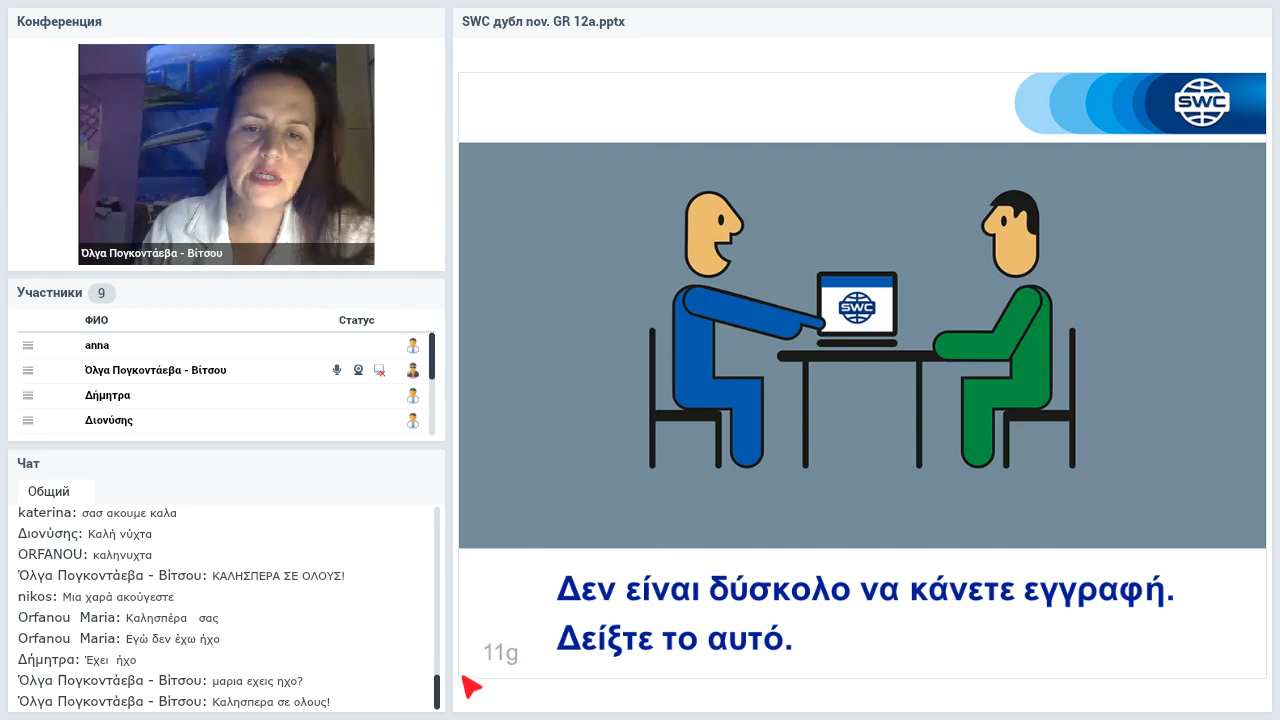 Конференция
Όλγα Πογκοντάεβα - Βίτσου
Участники 9
ФИО Статус
anna
Όλγα Πογκοντάεβα - Βίτσου
Δήμητρα
Διονύσης
Чат
Общий
katerina: σασ ακουμε καλα
Διονύσης: Καλή νύχτα
ORFANOU: καληνυχτα
Όλγα Πογκοντάεβα - Βίτσου: ΚΑΛΗΣΠΕΡΑ ΣΕ ΟΛΟΥΣ!
nikos: Μια χαρά ακούγεστε
Orfanou Maria: Καλησπέρα σας
Orfanou Maria: Εγώ δεν έχω ήχο
Δήμητρα: Έχει ήχο
Όλγα Πογκοντάεβα - Βίτσου: μαρια εχεις ηχο?
Όλγα Πογκοντάεβα - Βίτσου: Καλησπερα σε ολους!
SWC дубл nov. GR 12a.pptx
SWC
SWC
Δεν είναι δύσκολο να κάνετε εγγραφή.
Δείξτε το αυτό.
11g